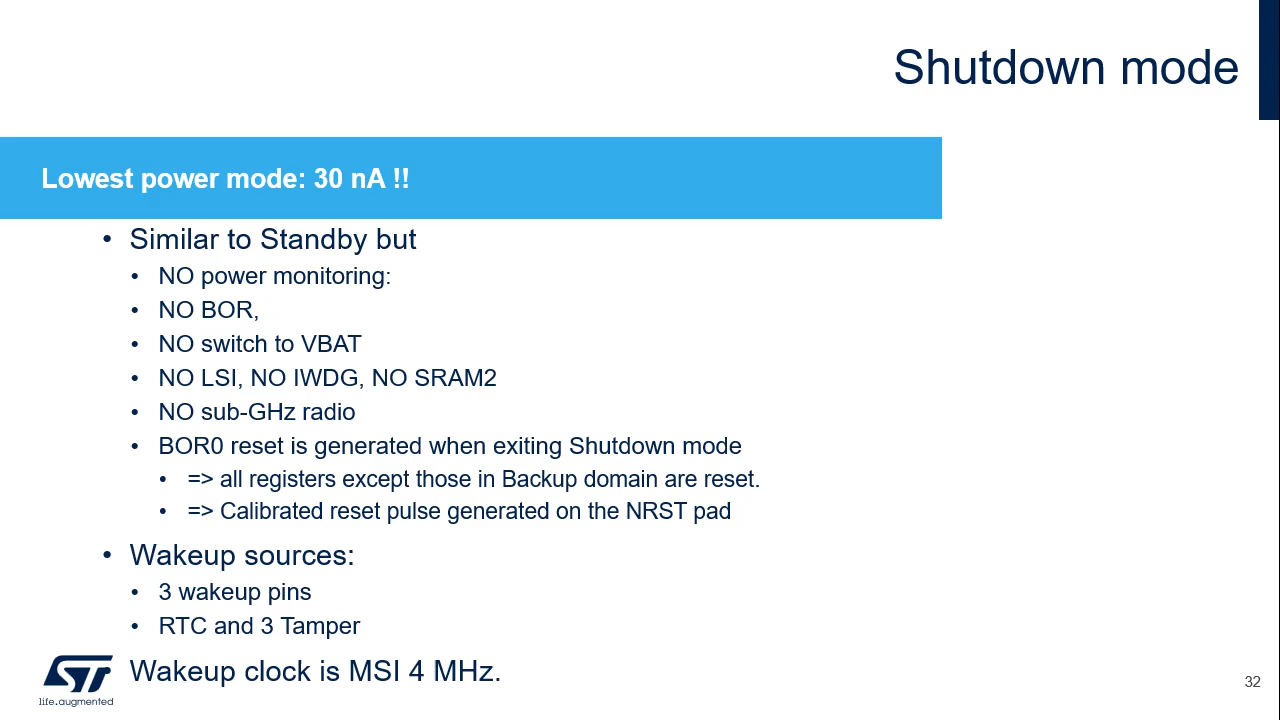 Shutdown mode
Lowest power mode: 30 nA !!
• Similar to Standby but
• NO power monitoring:
• NO BOR,
• NO switch to VBAT
• NO LSI, NO IWDG, NO SRAM2
• NO sub-GHz radio
• BOR0 reset is generated when exiting Shutdown mode
• => all registers except those in Backup domain are reset.
• => Calibrated reset pulse generated on the NRST pad
• Wakeup sources:
• 3 wakeup pins
• RTC and 3 Tamper
Wakeup clock is MSI 4 MHz.
ST
life.augmented
32